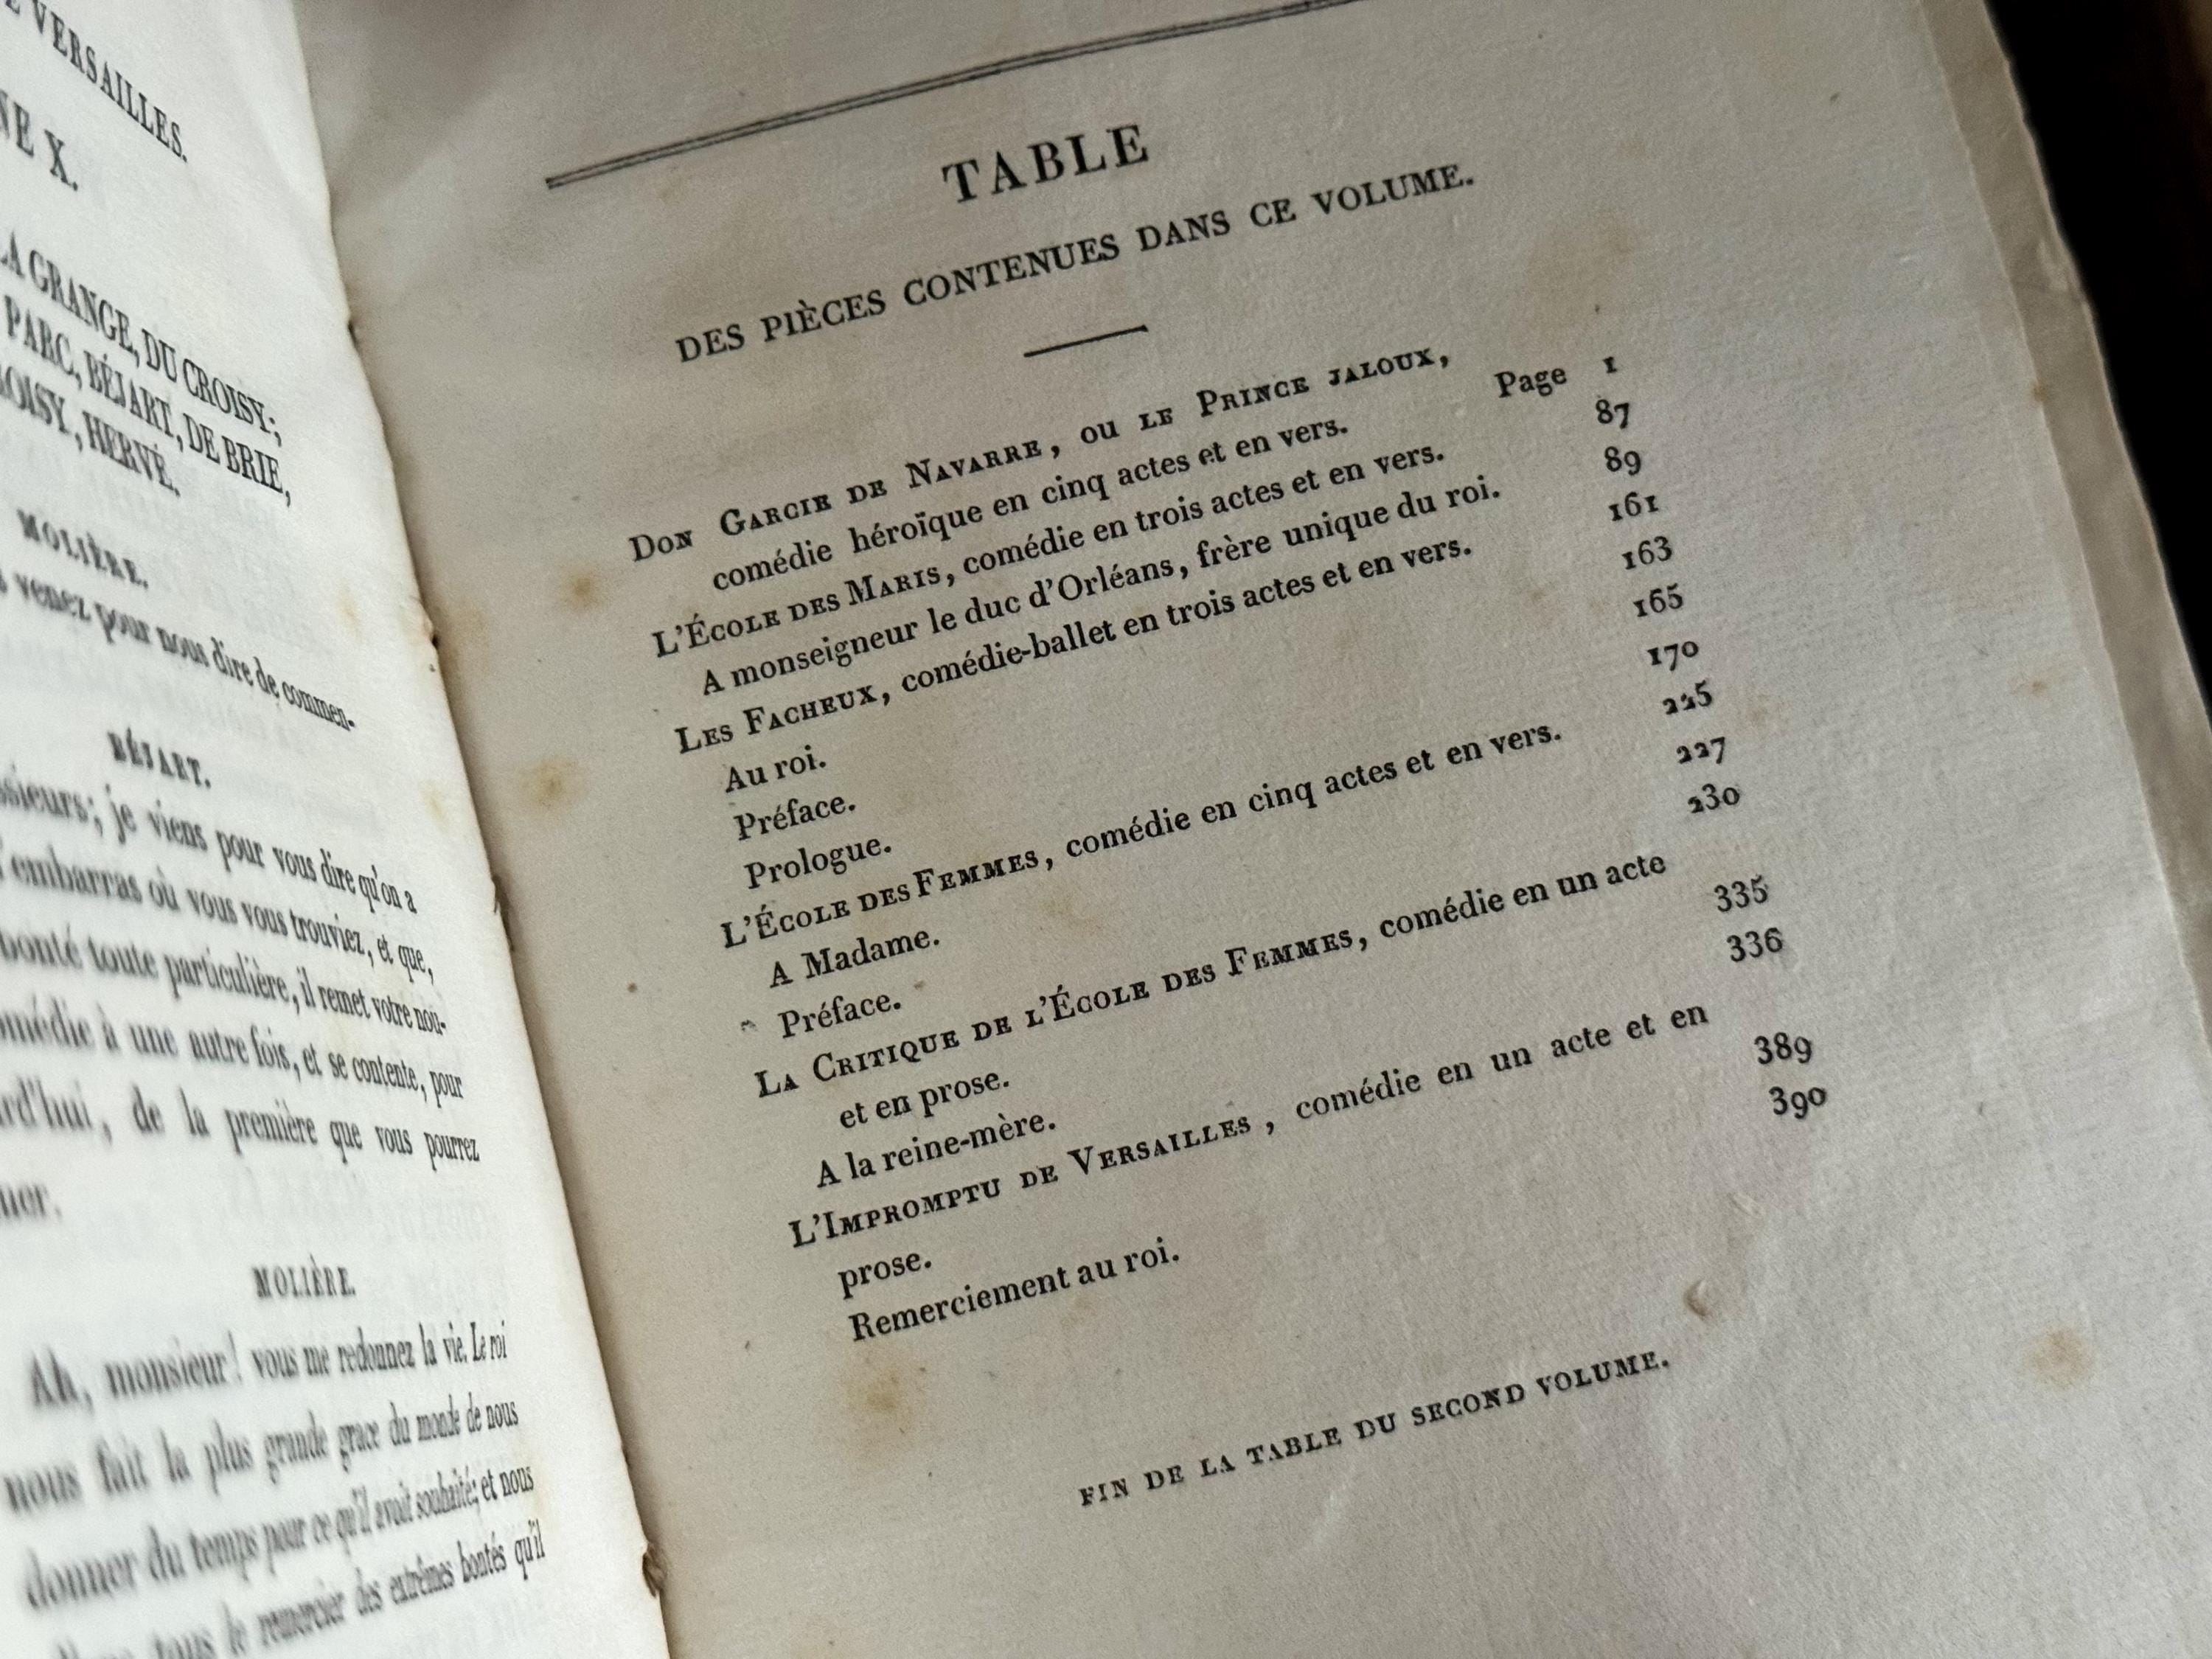 VERSAILLES.
X.
LA GRANGE, DU CROISY;
PARC, BÉJART, DE BRIE,
HERVÉ.
MOLIÈRE.
venez pour nous dire de commen-
BÉJART.
je viens pour vous dire qu'on a
embarras où vous vous trouviez, et que,
bonté toute particulière, il remet votre nou-
à une autre fois, et se contente, pour
de la première que vous pourrez
MOLIÈRE.
Ah, monsieur! vous me redonnez la vie. Le roi
nous fait la plus grande grace du monde de nous
donner du temps pour ce qu'il avoit souhaité; et nous
tous le remercier des extrêmes bontés qu'il
TABLE
DES PIÈCES CONTENUES DANS CE VOLUME.
DON GARCIE DE NAVARRE, OU LE PRINCE JALOUX,
comédie héroïque en cinq actes et en vers. Page 1
L'ÉCOLE DES MARIS, comédie en trois actes et en vers. 87
A monseigneur le duc d'Orléans, frère unique du roi. 89
LES FACHEUX, comédie-ballet en trois actes et en vers. 161
Au roi. 163
Préface. 165
Prologue. 170
L'ÉCOLE DES FEMMES, comédie en cinq actes et en vers. 225
A Madame. 227
Préface. 230
LA CRITIQUE DE L'ÉCOLE DES FEMMES, comédie en un acte
et en prose. 335
A la reine-mère. 336
L'IMPROMPTU DE VERSAILLES, comédie en un acte et en
prose. 389
Remerciement au roi. 390
FIN DE LA TABLE DU SECOND VOLUME.